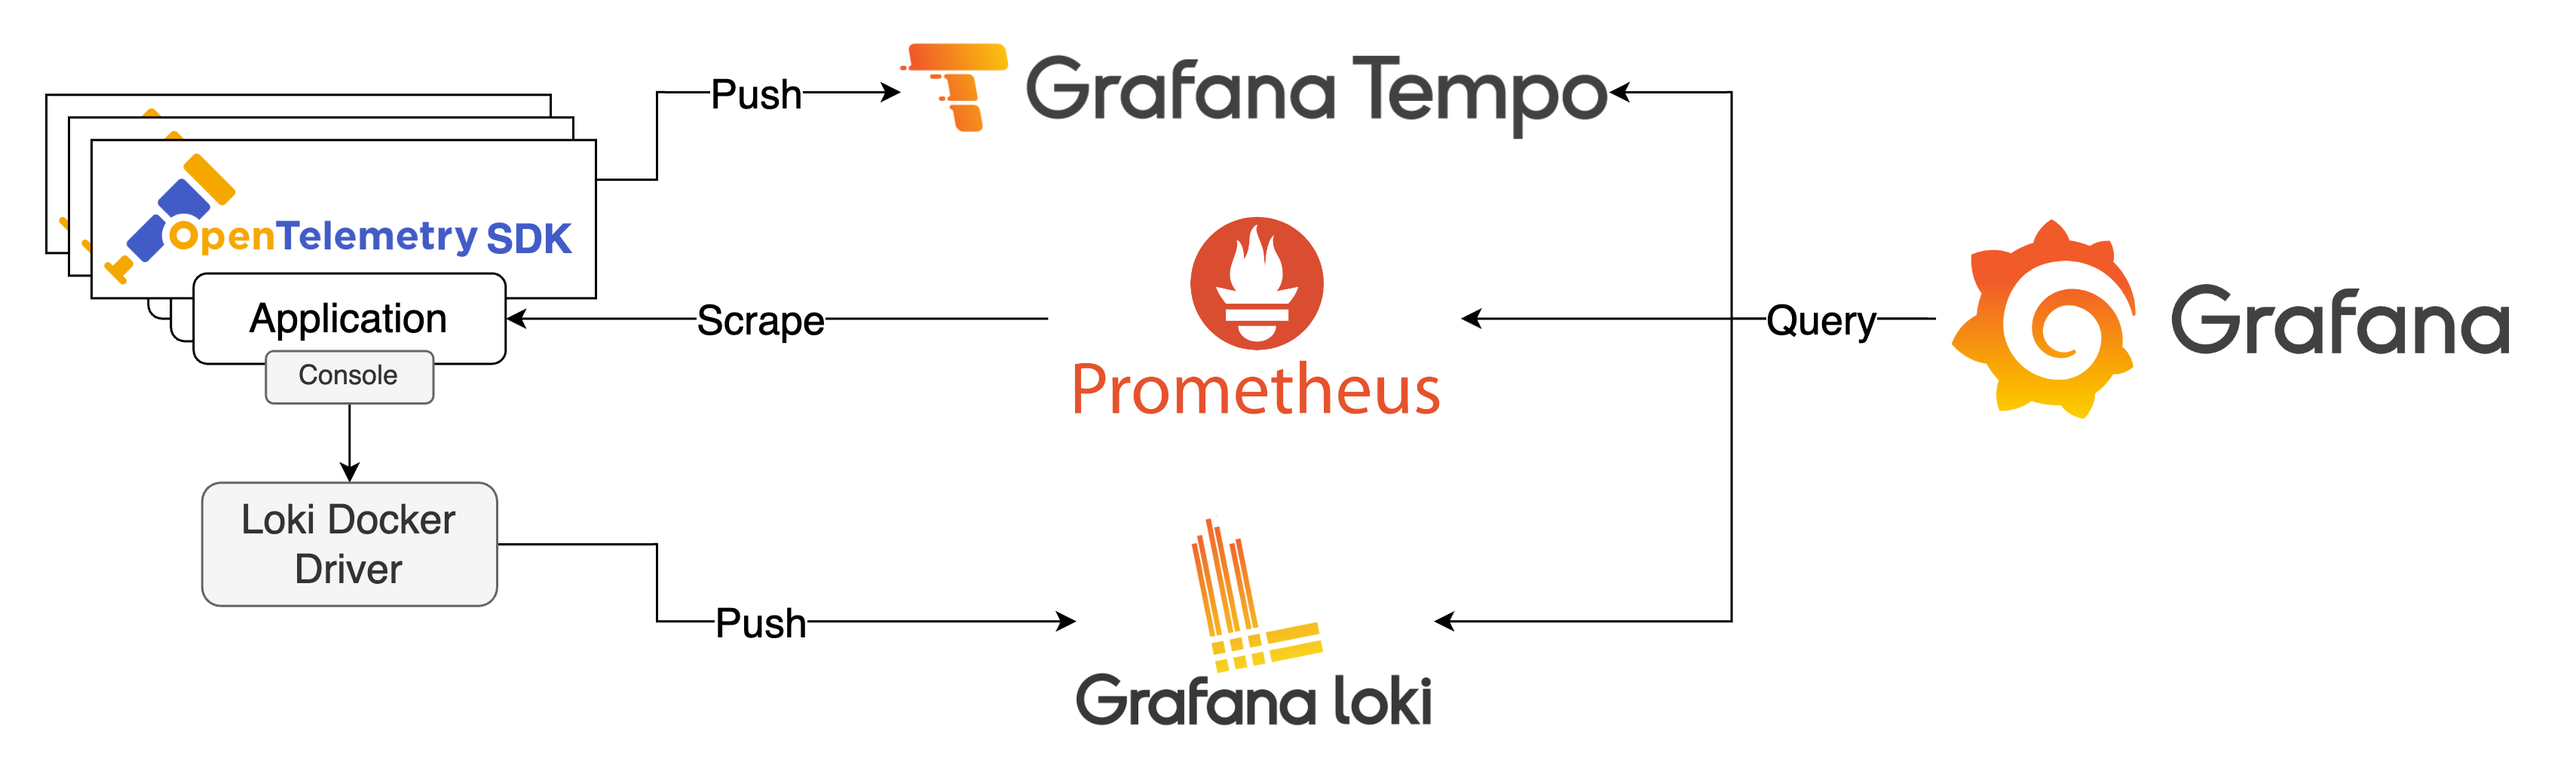 Push
Grafana Tempo
OpenTelemetry SDK
Application
Console
Scrape
Prometheus
Query
Grafana
Loki Docker
Driver
Push
Grafana loki